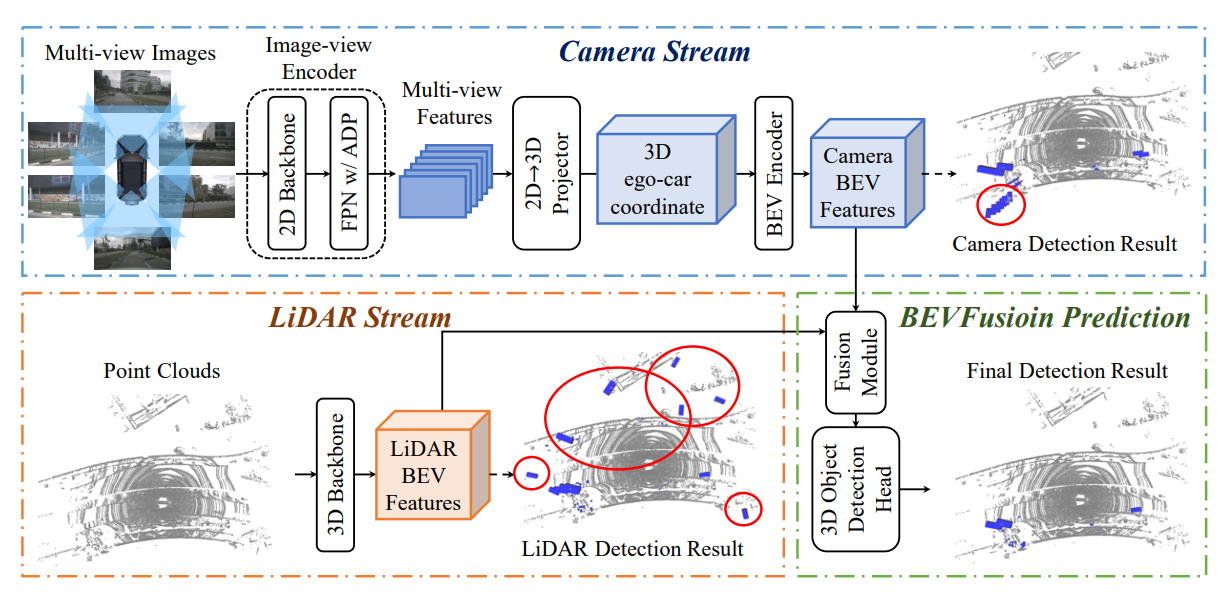 Camera Stream
Multi-view Images
Image-view
Encoder
2D Backbone
FPN w/ ADP
Multi-view
Features
2D→3D
Projector
3D
ego-car
coordinate
BEV Encoder
Camera
BEV
Features
Camera Detection Result
LiDAR Stream
Point Clouds
3D Backbone
LiDAR
BEV
Features
LiDAR Detection Result
BEVFusioin Prediction
Fusion
Module
3D Object
Detection
Head
Final Detection Result